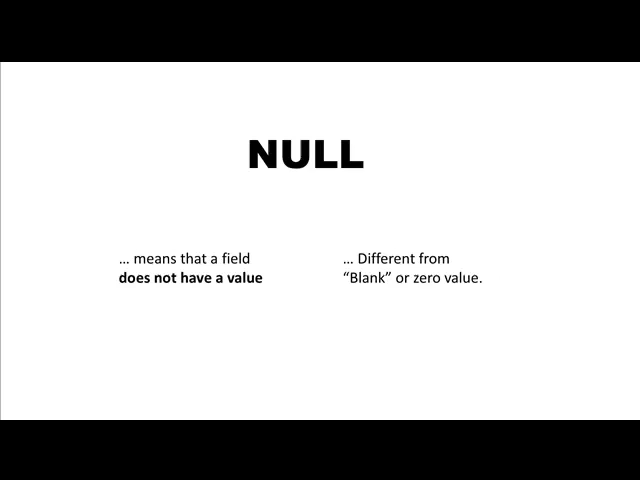 NULL
… means that a field
does not have a value
… Different from
“Blank” or zero value.